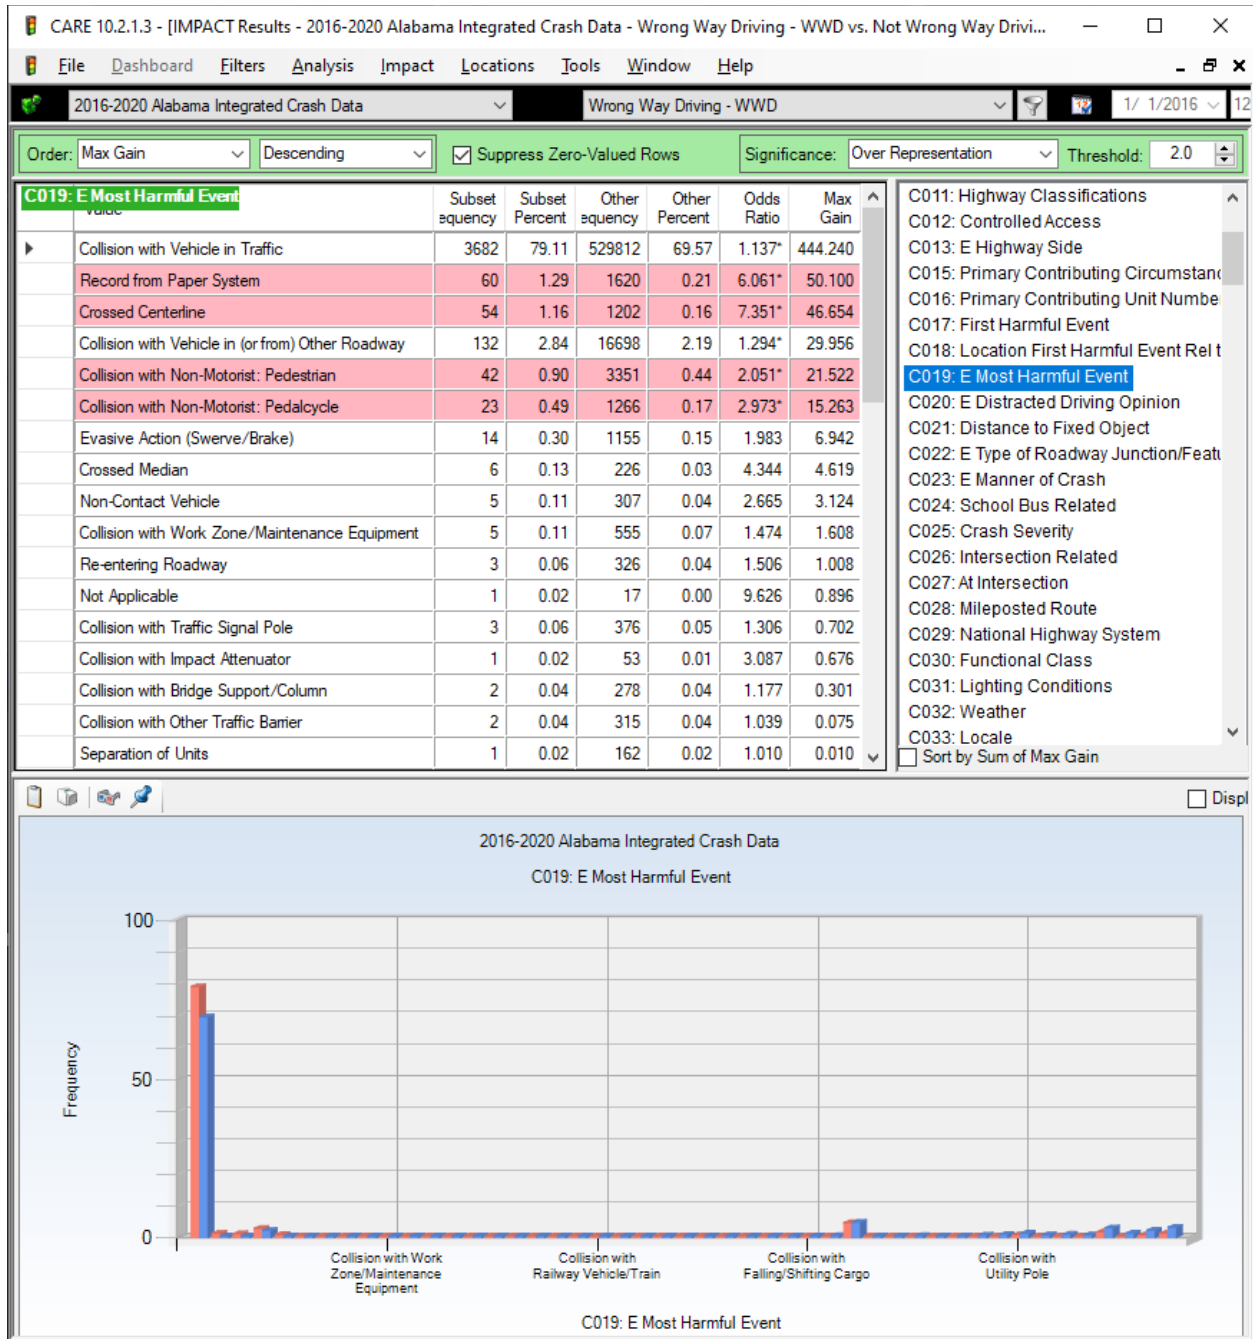 CARE 10.2.1.3 - [IMPACT Results - 2016-2020 Alabama Integrated Crash Data - Wrong Way Driving - WWD vs. Not Wrong Way Drivi...
File Dashboard Filters Analysis Impact Locations Tools Window Help
2016-2020 Alabama Integrated Crash Data Wrong Way Driving - WWD 1/ 1/2016 12
Order: Max Gain Descending Suppress Zero-Valued Rows Significance: Over Representation Threshold: 2.0
C019: E Most Harmful Event Subset Subset Other Other Odds Max
equency Percent equency Percent Ratio Gain
Collision with Vehicle in Traffic 3682 79.11 529812 69.57 1.137* 444.240
Record from Paper System 60 1.29 1620 0.21 6.061* 50.100
Crossed Centerline 54 1.16 1202 0.16 7.351* 46.654
Collision with Vehicle in (or from) Other Roadway 132 2.84 16698 2.19 1.294* 29.956
Collision with Non-Motorist: Pedestrian 42 0.90 3351 0.44 2.051* 21.522
Collision with Non-Motorist: Pedalcycle 23 0.49 1266 0.17 2.973* 15.263
Evasive Action (Swerve/Brake) 14 0.30 1155 0.15 1.983 6.942
Crossed Median 6 0.13 226 0.03 4.344 4.619
Non-Contact Vehicle 5 0.11 307 0.04 2.665 3.124
Collision with Work Zone/Maintenance Equipment 5 0.11 555 0.07 1.474 1.608
Re-entering Roadway 3 0.06 326 0.04 1.506 1.008
Not Applicable 1 0.02 17 0.00 9.626 0.896
Collision with Traffic Signal Pole 3 0.06 376 0.05 1.306 0.702
Collision with Impact Attenuator 1 0.02 53 0.01 3.087 0.676
Collision with Bridge Support/Column 2 0.04 278 0.04 1.177 0.301
Collision with Other Traffic Barrier 2 0.04 315 0.04 1.039 0.075
Separation of Units 1 0.02 162 0.02 1.010 0.010
C011: Highway Classifications
C012: Controlled Access
C013: E Highway Side
C015: Primary Contributing Circumstanc
C016: Primary Contributing Unit Number
C017: First Harmful Event
C018: Location First Harmful Event Rel t
C019: E Most Harmful Event
C020: E Distracted Driving Opinion
C021: Distance to Fixed Object
C022: E Type of Roadway Junction/Featu
C023: E Manner of Crash
C024: School Bus Related
C025: Crash Severity
C026: Intersection Related
C027: At Intersection
C028: Mileposted Route
C029: National Highway System
C030: Functional Class
C031: Lighting Conditions
C032: Weather
C033: Locale
Sort by Sum of Max Gain
Displ
2016-2020 Alabama Integrated Crash Data
C019: E Most Harmful Event
100
50
0
Frequency
Collision with Work
Zone/Maintenance
Equipment
Collision with
Railway Vehicle/Train
Collision with
Falling/Shifting Cargo
Collision with
Utility Pole
C019: E Most Harmful Event